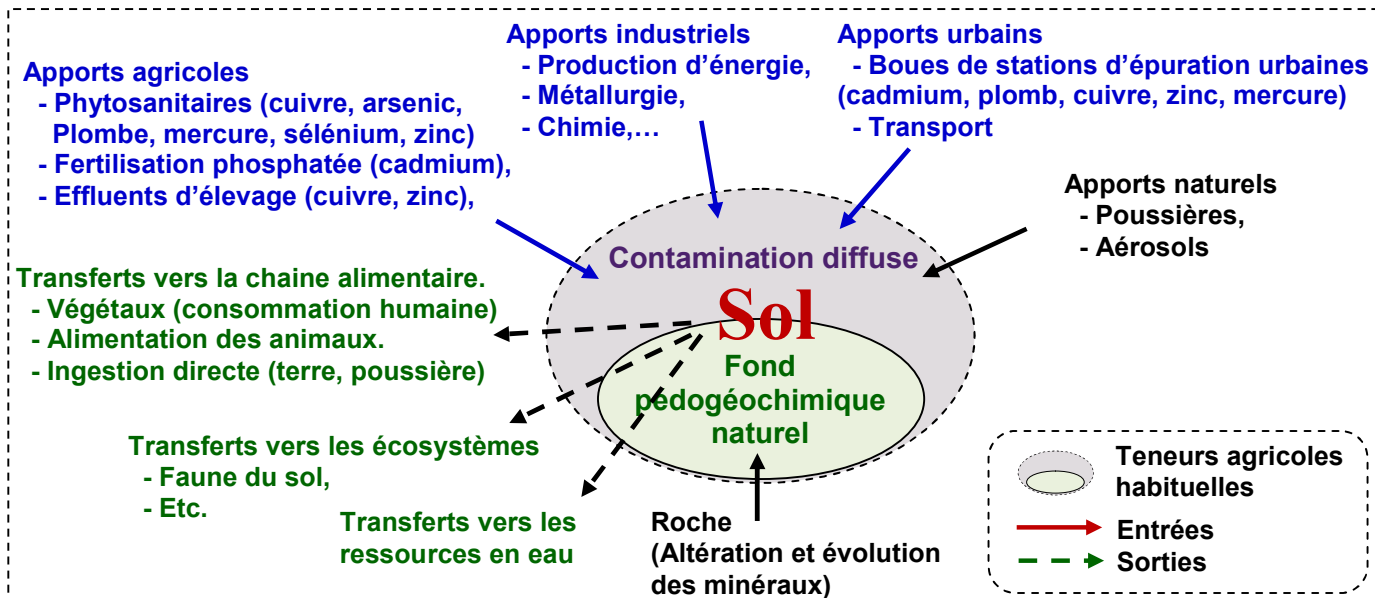 Apports agricoles
- Phytosanitaires (cuivre, arsenic,
Plombe, mercure, sélénium, zinc)
- Fertilisation phosphatée (cadmium),
- Effluents d'élevage (cuivre, zinc),
Apports industriels
- Production d'énergie,
- Métallurgie,
- Chimie,...
Apports urbains
- Boues de stations d'épuration urbaines
(cadmium, plomb, cuivre, zinc, mercure)
- Transport
Apports naturels
- Poussières,
- Aérosols
Contamination diffuse
Sol
Fond
pédogéochimique
naturel
Transferts vers la chaine alimentaire.
- Végétaux (consommation humaine)
- Alimentation des animaux.
- Ingestion directe (terre, poussière)
Transferts vers les écosystèmes
- Faune du sol,
- Etc.
Transferts vers les
ressources en eau
Roche
(Altération et évolution
des minéraux)
Teneurs agricoles
habituelles
Entrées
Sorties